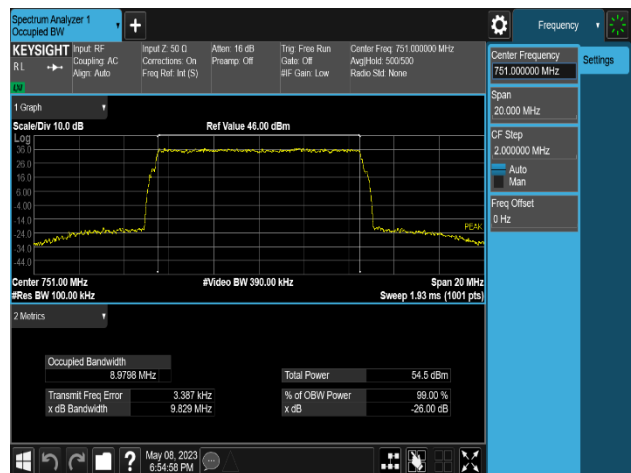 Spectrum Analyzer 1
Occupied BW
Frequency
KEYSIGHT
RL
Input: RF
Coupling: AC
Align: Auto
Input Z: 50 Ω
Corrections: On
Freq Ref: Int (S)
Atten: 16 dB
Preamp: Off
Trig: Free Run
Gate: Off
#IF Gain: Low
Center Freq: 751.000000 MHz
Avg|Hold: 500/500
Radio Std: None
LW
Center Frequency
751.000000 MHz
Settings
Span
20.000 MHz
CF Step
2.000000 MHz
Auto
Man
Freq Offset
0 Hz
1 Graph
Scale/Div 10.0 dB
Ref Value 46.00 dBm
Log
36.0
26.0
16.0
6.00
-4.00
-14.0
-24.0
-34.0
-44.0
PEAK
Center 751.00 MHz
#Video BW 390.00 kHz
Span 20 MHz
#Res BW 100.00 kHz
Sweep 1.93 ms (1001 pts)
2 Metrics
Occupied Bandwidth
8.9798 MHz
Total Power 54.5 dBm
Transmit Freq Error 3.387 kHz
% of OBW Power 99.00 %
x dB Bandwidth 9.829 MHz
x dB -26.00 dB
?
May 08, 2023
6:54:58 PM